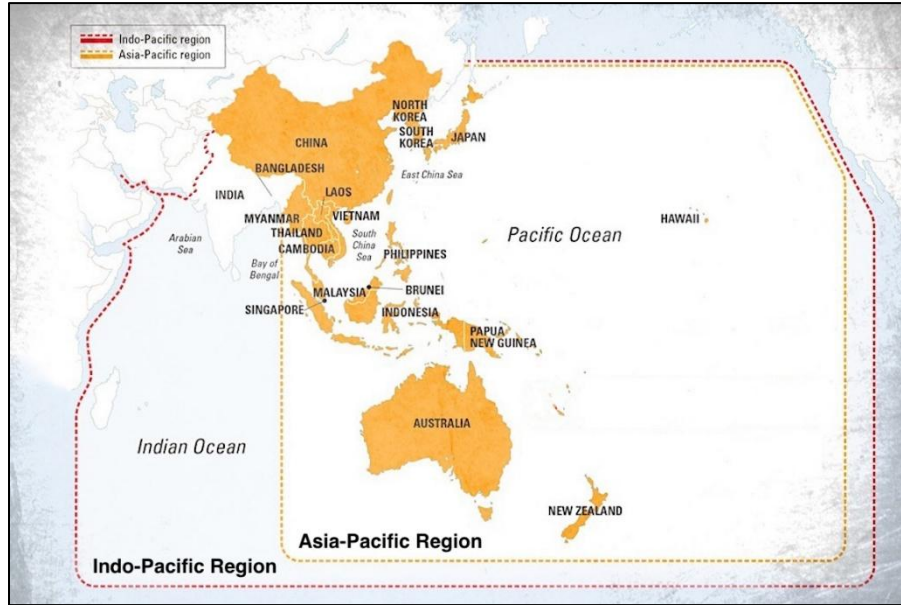 Indo-Pacific region
Asia-Pacific region
NORTH
KOREA
SOUTH
KOREA
JAPAN
CHINA
East China Sea
BANGLADESH
INDIA
LAOS
MYANMAR
VIETNAM
HAWAII
THAILAND
South
China
Sea
Arabian
Sea
Pacific Ocean
CAMBODIA
Bay of
Bengal
PHILIPPINES
MALAYSIA
BRUNEI
SINGAPORE
INDONESIA
PAPUA
NEW GUINEA
AUSTRALIA
Indian Ocean
NEW ZEALAND
Asia-Pacific Region
Indo-Pacific Region